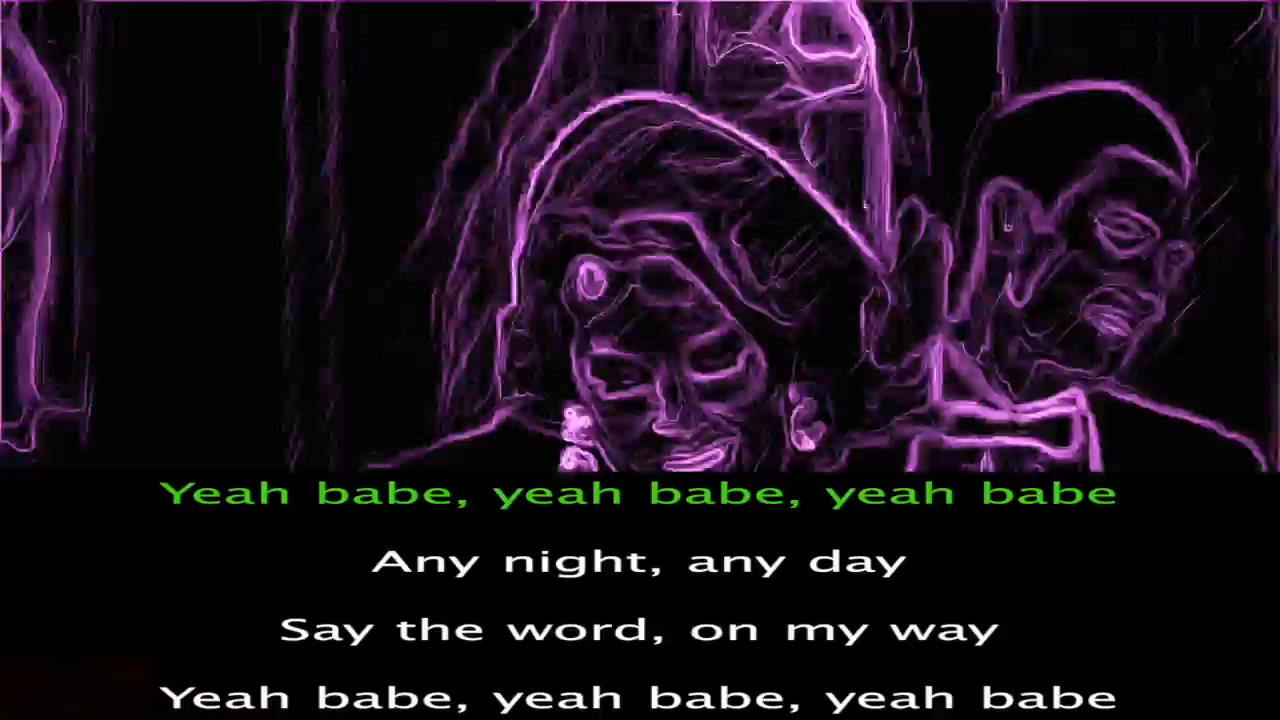 Yeah babe, yeah babe, yeah babe
Any night, any day
Say the word, on my way
Yeah babe, yeah babe, yeah babe